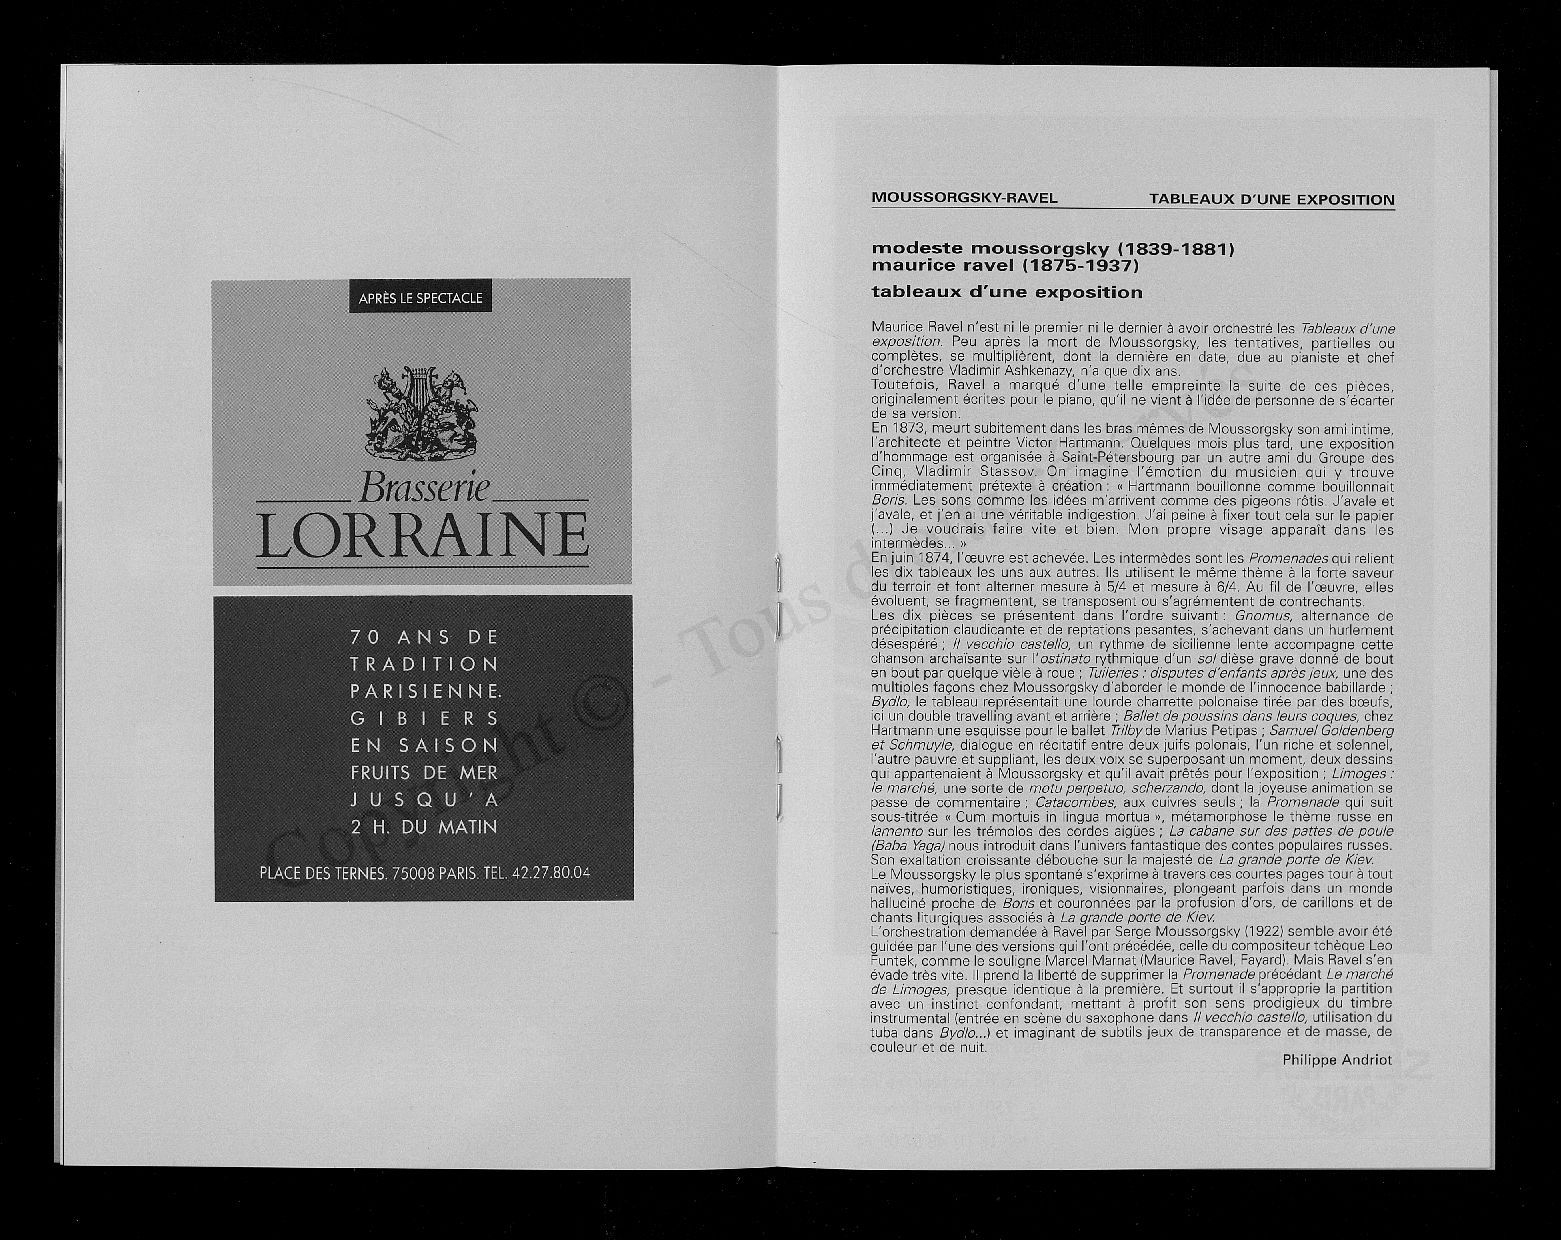 APRÈS LE SPECTACLE
Brasserie
LORRAINE
70 ANS DE
TRADITION
PARISIENNE.
GIBIERS
EN SAISON
FRUITS DE MER
JUSQU'A
2 H. DU MATIN
PLACE DES TERNES. 75008 PARIS. TEL. 42.27.80.04
Copyright © - Tous droits réservés
MOUSSORGSKY-RAVEL TABLEAUX D'UNE EXPOSITION
modeste moussorgsky (1839-1881)
maurice ravel (1875-1937)
tableaux d'une exposition
Maurice Ravel n'est ni le premier ni le dernier à avoir orchestré les Tableaux d'une
exposition. Peu après la mort de Moussorgsky, les tentatives, partielles ou
complètes, se multiplièrent, dont la dernière en date, due au pianiste et chef
d'orchestre Vladimir Ashkenazy, n'a que dix ans.
Toutefois, Ravel a marqué d'une telle empreinte la suite de ces pièces,
originalement écrites pour le piano, qu'il ne vient à l'idée de personne de s'écarter
de sa version.
En 1873, meurt subitement dans les bras mêmes de Moussorgsky son ami intime,
l'architecte et peintre Victor Hartmann. Quelques mois plus tard, une exposition
d'hommage est organisée à Saint-Pétersbourg par un autre ami du Groupe des
Cinq, Vladimir Stassov. On imagine l'émotion du musicien qui y trouve
immédiatement prétexte à création : « Hartmann bouillonne comme bouillonnait
Boris. Les sons comme les idées m'arrivent comme des pigeons rôtis. J'avale et
j'avale, et j'en ai une véritable indigestion. J'ai peine à fixer tout cela sur le papier
(...) Je voudrais faire vite et bien. Mon propre visage apparaît dans les
intermèdes... »
En juin 1874, l'œuvre est achevée. Les intermèdes sont les Promenades qui relient
les dix tableaux les uns aux autres. Ils utilisent le même thème à la forte saveur
du terroir et font alterner mesure à 5/4 et mesure à 6/4. Au fil de l'œuvre, elles
évoluent, se fragmentent, se transposent ou s'agrémentent de contrechants.
Les dix pièces se présentent dans l'ordre suivant : Gnomus, alternance de
précipitation claudicante et de reptations pesantes, s'achevant dans un hurlement
désespéré ; Il vecchio castello, un rythme de sicilienne lente accompagne cette
chanson archaïsante sur l'ostinato rythmique d'un sol dièse grave donné de bout
en bout par quelque vièle à roue ; Tuileries : disputes d'enfants après jeux, une des
multiples façons chez Moussorgsky d'aborder le monde de l'innocence babillarde ;
Bydlo, le tableau représentait une lourde charrette polonaise tirée par des bœufs,
ici un double travelling avant et arrière ; Ballet de poussins dans leurs coques, chez
Hartmann une esquisse pour le ballet Trilby de Marius Petipas ; Samuel Goldenberg
et Schmuyle, dialogue en récitatif entre deux juifs polonais, l'un riche et solennel,
l'autre pauvre et suppliant, les deux voix se superposant un moment, deux dessins
qui appartenaient à Moussorgsky et qu'il avait prêtés pour l'exposition ; Limoges :
le marché, une sorte de motu perpetuo, scherzando, dont la joyeuse animation se
passe de commentaire ; Catacombes, aux cuivres seuls ; la Promenade qui suit
sous-titrée « Cum mortuis in lingua mortua », métamorphose le thème russe en
lamento sur les trémolos des cordes aigües ; La cabane sur des pattes de poule
(Baba Yaga) nous introduit dans l'univers fantastique des contes populaires russes.
Son exaltation croissante débouche sur la majesté de La grande porte de Kiev.
Le Moussorgsky le plus spontané s'exprime à travers ces courtes pages tour à tout
naïves, humoristiques, ironiques, visionnaires, plongeant parfois dans un monde
halluciné proche de Boris et couronnées par la profusion d'ors, de carillons et de
chants liturgiques associés à La grande porte de Kiev.
L'orchestration demandée à Ravel par Serge Moussorgsky (1922) semble avoir été
guidée par l'une des versions qui l'ont précédée, celle du compositeur tchèque Leo
Funtek, comme le souligne Marcel Marnat (Maurice Ravel, Fayard). Mais Ravel s'en
évade très vite. Il prend la liberté de supprimer la Promenade précédant Le marché
de Limoges, presque identique à la première. Et surtout il s'approprie la partition
avec un instinct confondant, mettant à profit son sens prodigieux du timbre
instrumental (entrée en scène du saxophone dans Il vecchio castello, utilisation du
tuba dans Bydlo...) et imaginant de subtils jeux de transparence et de masse, de
couleur et de nuit.
Philippe Andriot